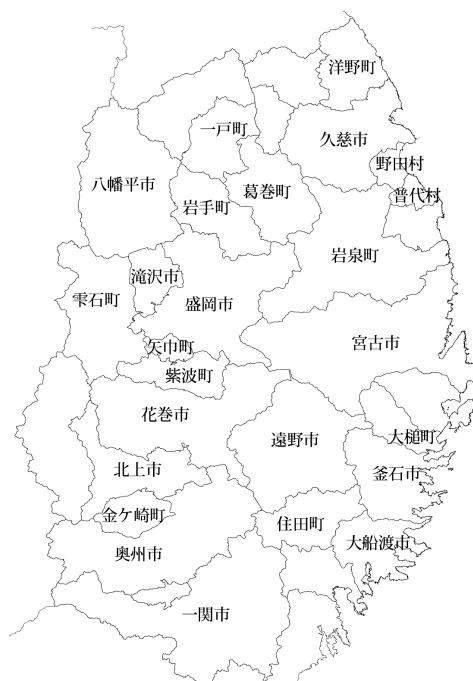 洋野町
一戸町
久慈市
野田村
八幡平市
葛巻町
普代村
岩手町
岩泉町
滝沢市
雫石町
盛岡市
矢巾町
宮古市
紫波町
花巻市
大槌町
遠野市
北上市
釜石市
金ケ崎町
住田町
奥州市
大船渡市
一関市